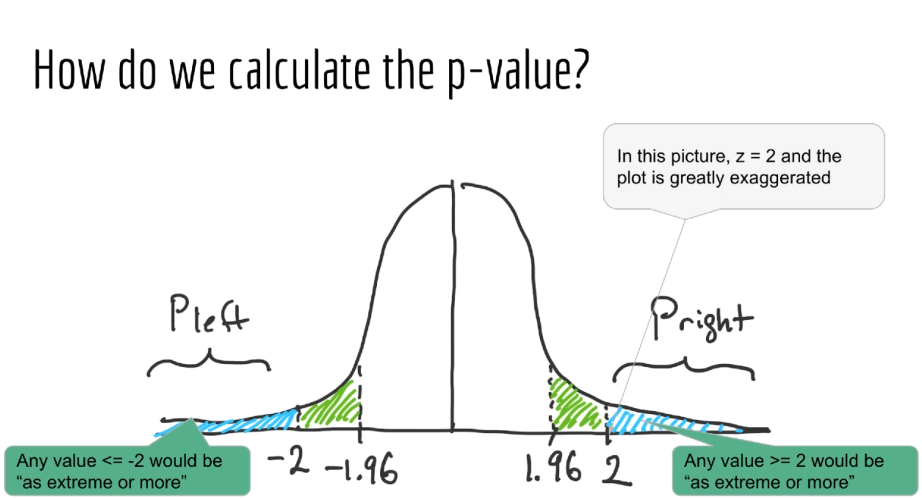 How do we calculate the p-value?
In this picture, z = 2 and the
plot is greatly exaggerated
Pleft
Pright
-2
-1.96
1.96
2
Any value <= -2 would be
“as extreme or more”
Any value >= 2 would be
“as extreme or more”